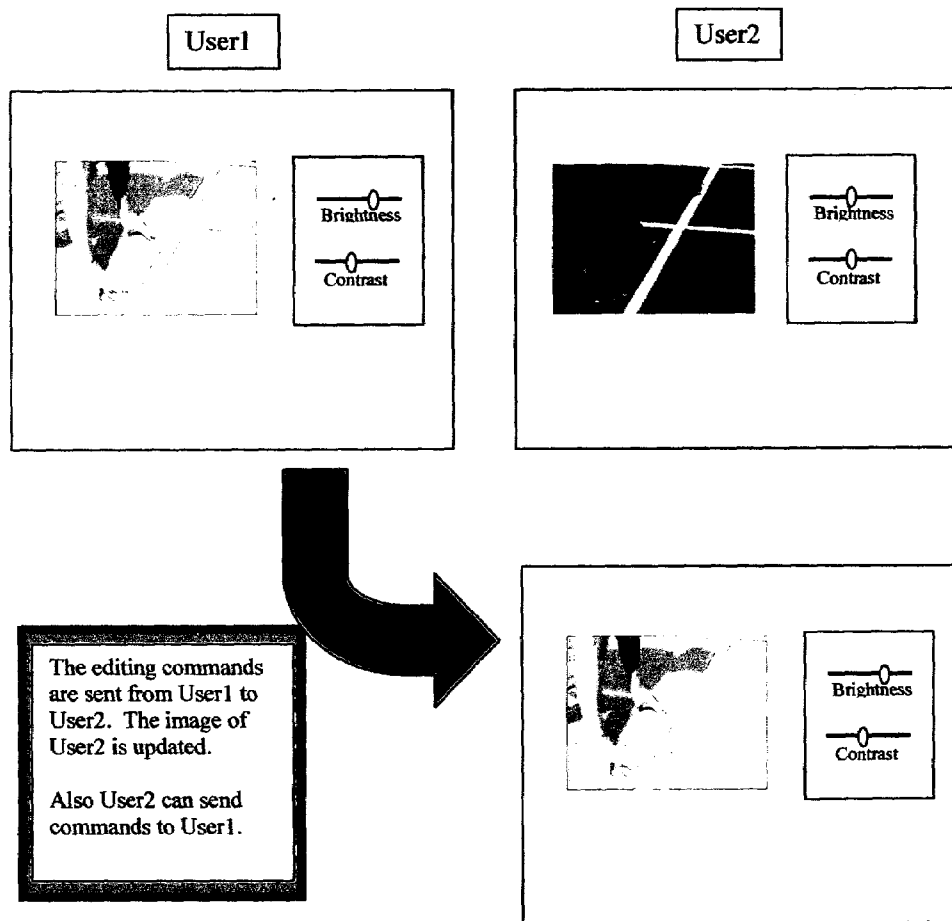 User1
User2
Brightness
Contrast
Brightness
Contrast
The editing commands
are sent from User1 to
User2. The image of
User2 is updated.
Also User2 can send
commands to User1.
Brightness
Contrast